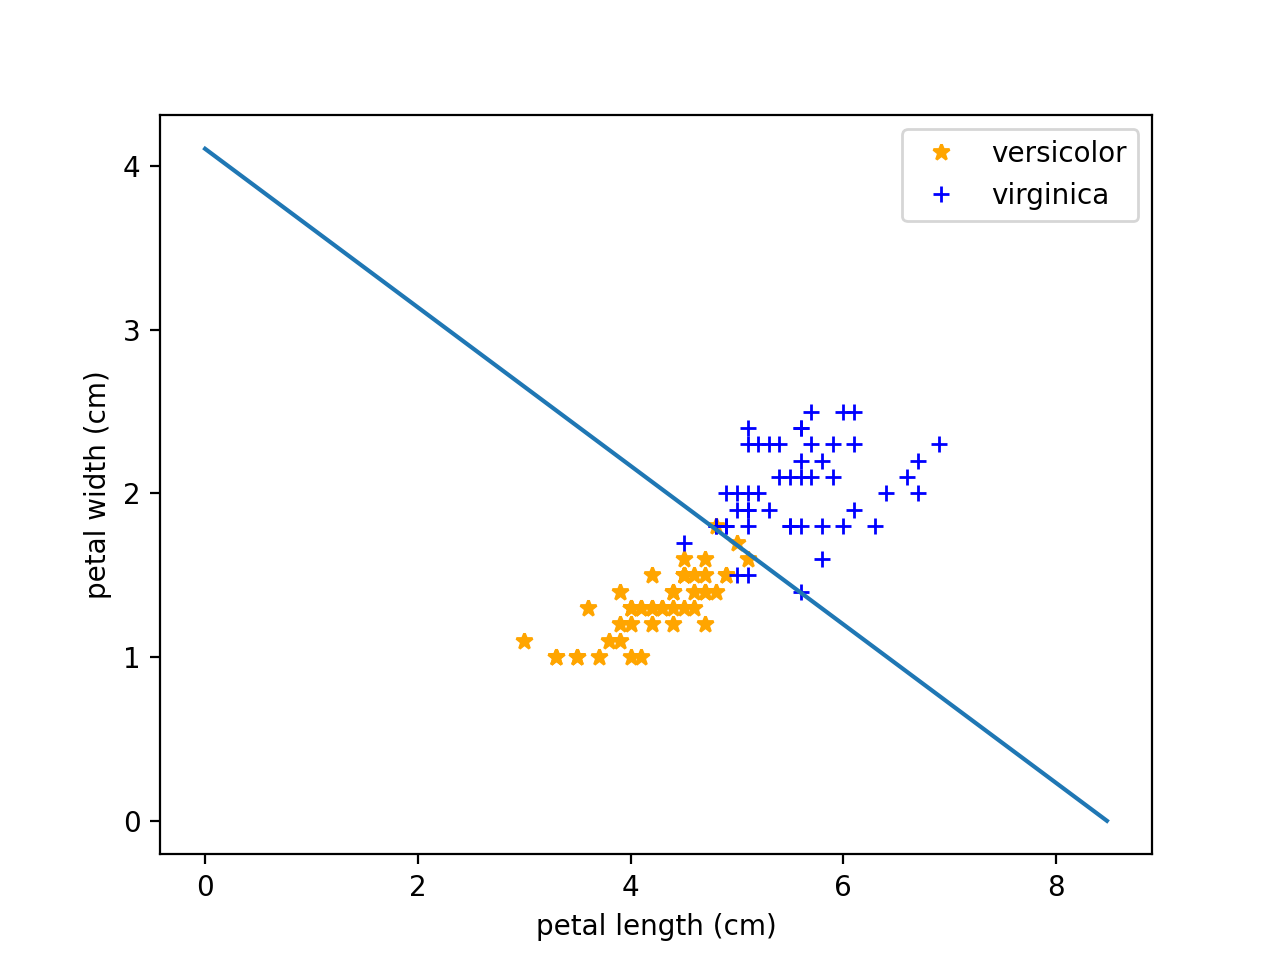 versicolor
virginica
4
3
2
1
0
petal width (cm)
0 2 4 6 8
petal length (cm)